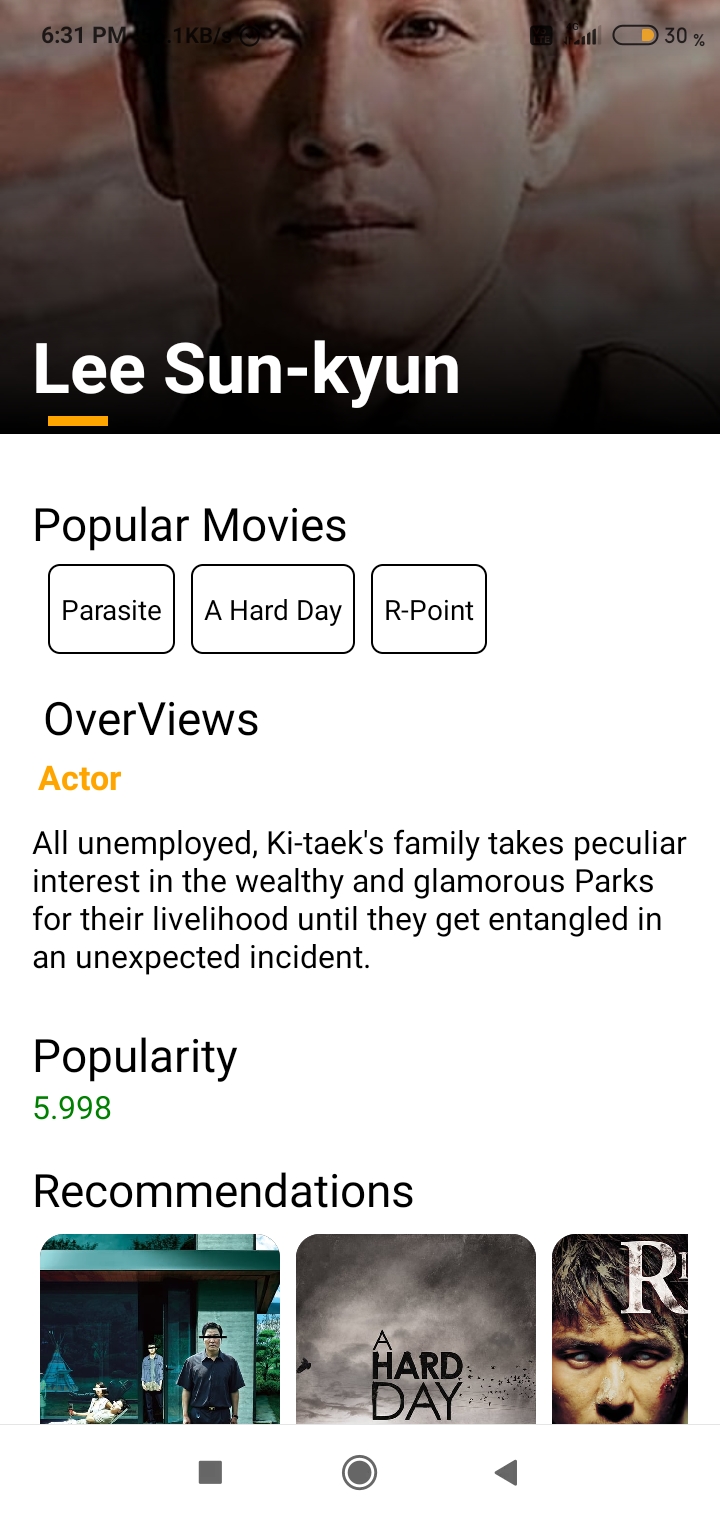 6:31 PM .1KB/s 30 %
Lee Sun-kyun
Popular Movies
Parasite A Hard Day R-Point
OverViews
Actor
All unemployed, Ki-taek's family takes peculiar
interest in the wealthy and glamorous Parks
for their livelihood until they get entangled in
an unexpected incident.
Popularity
5.998
Recommendations
A
HARD
DAY